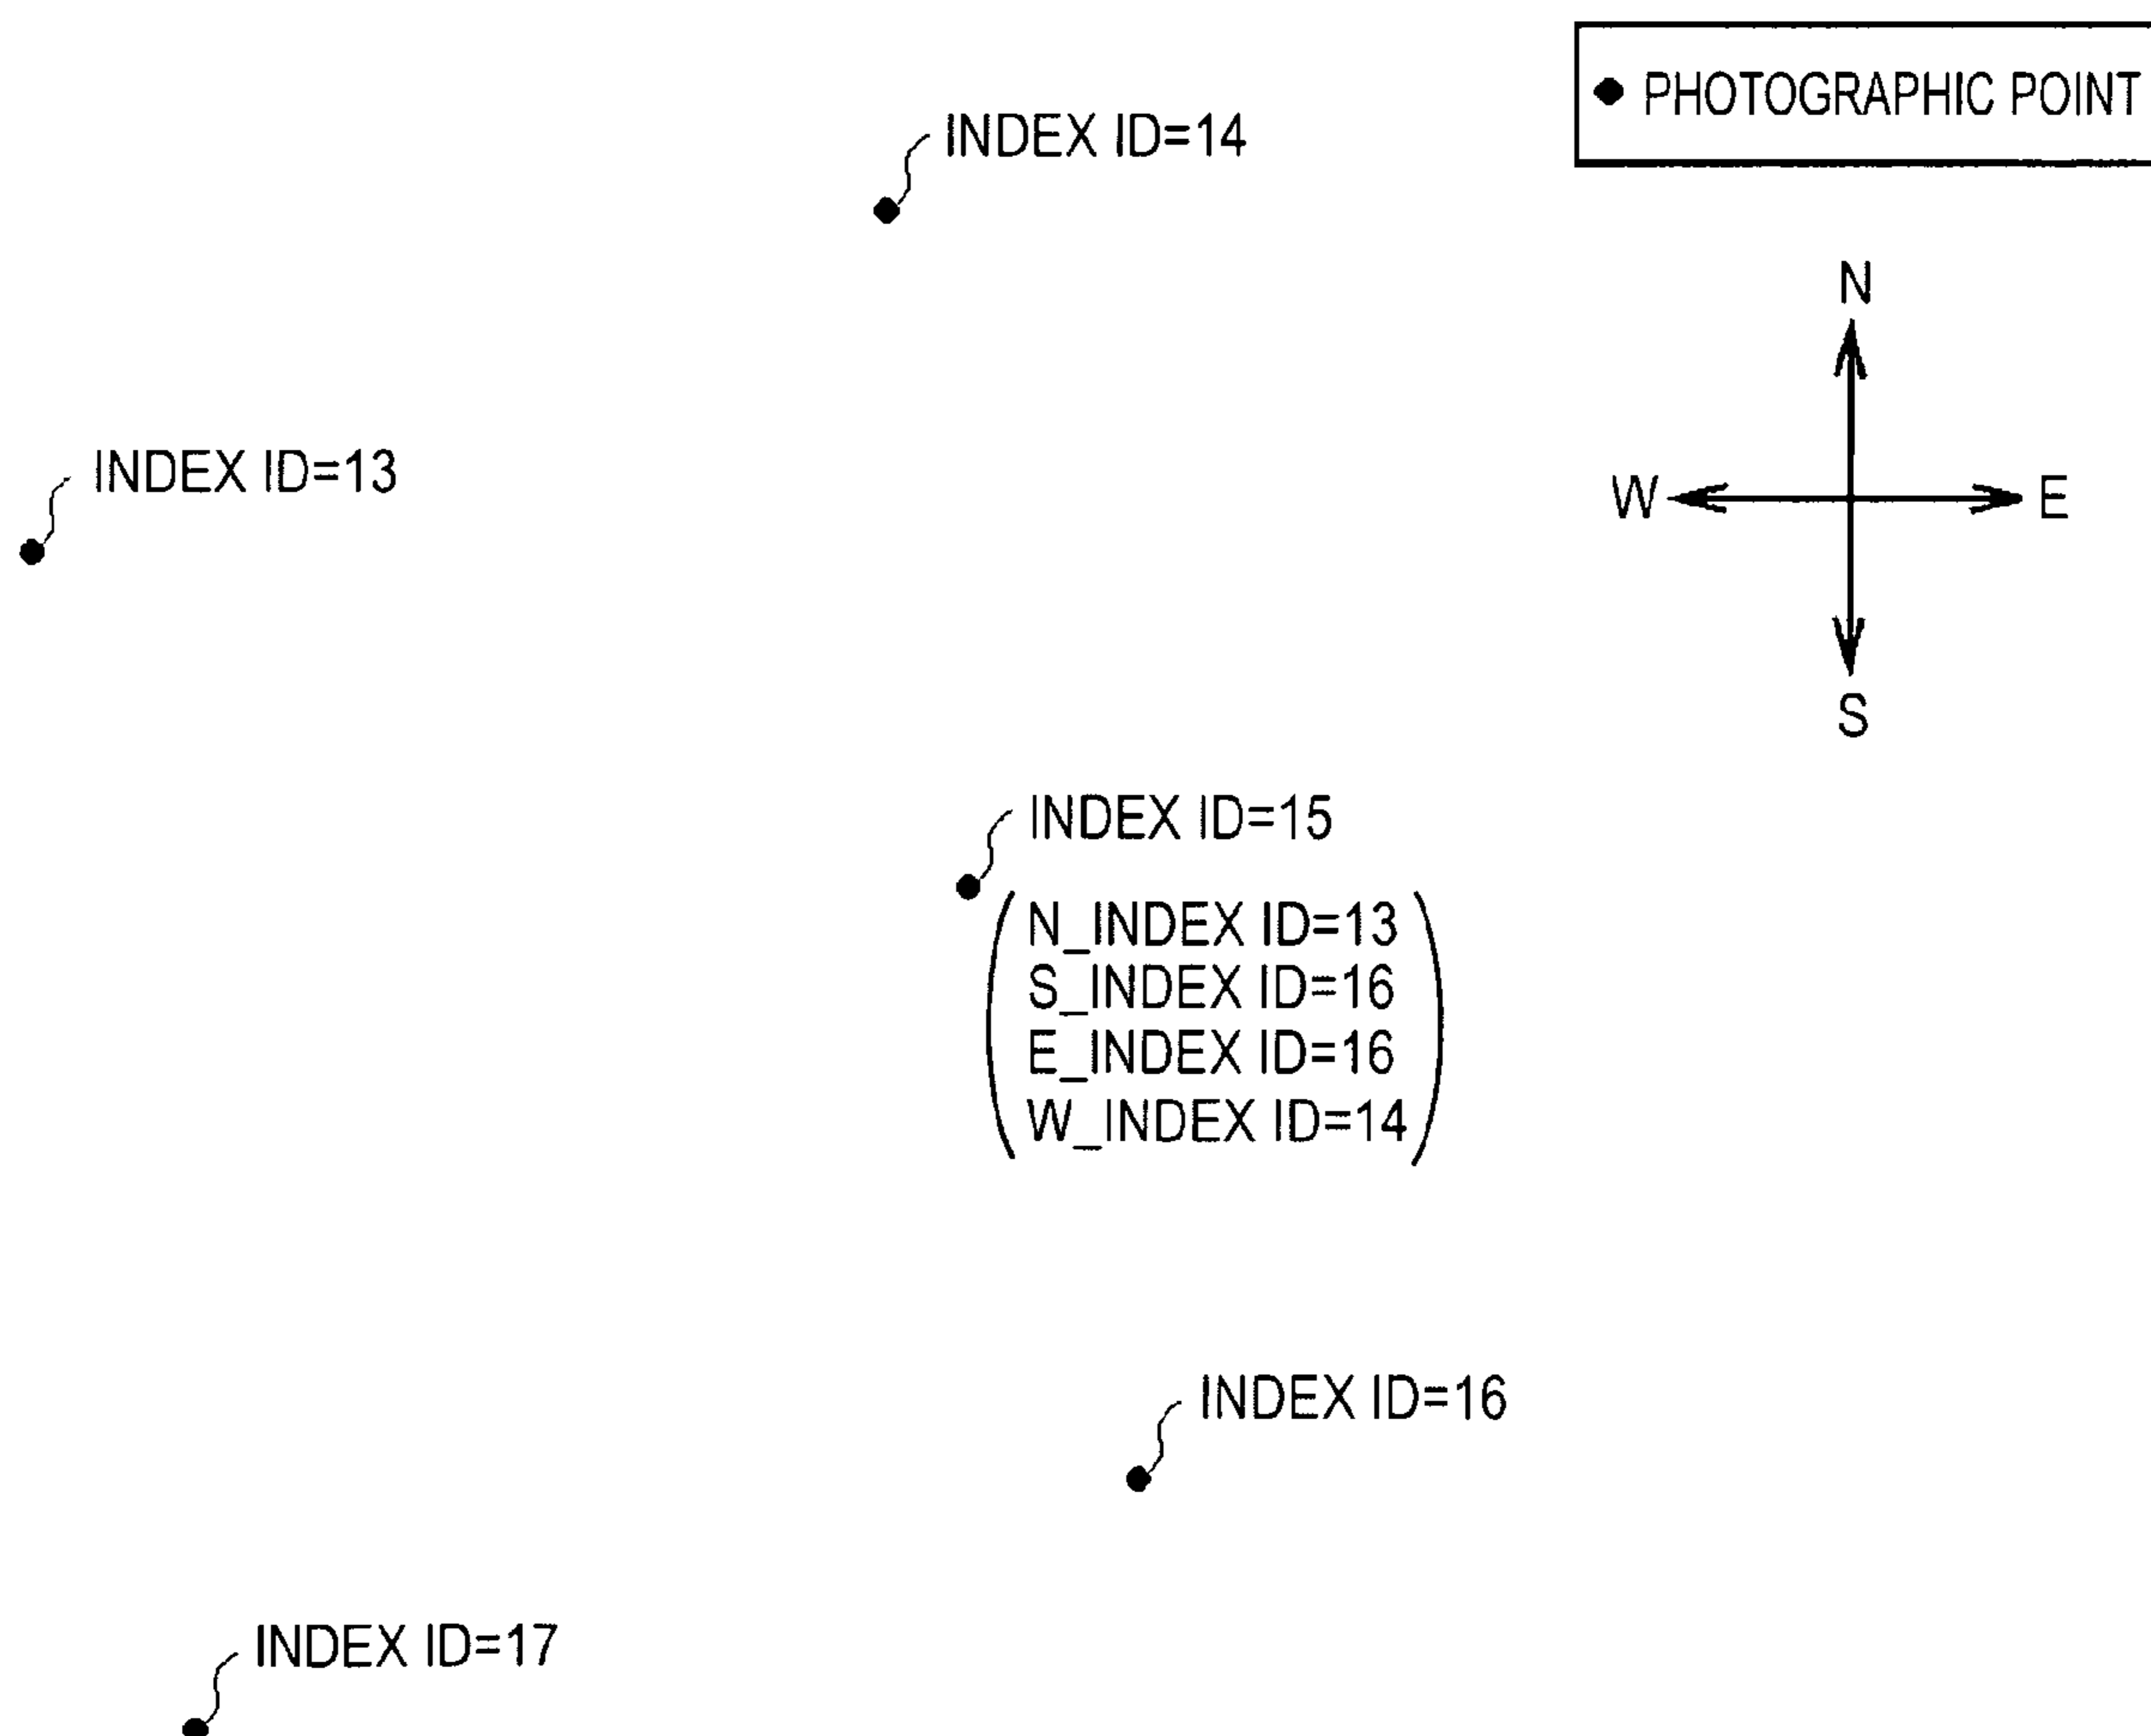 ● PHOTOGRAPHIC POINT
INDEX ID=14
N
INDEX ID=13
W E
S
INDEX ID=15
N_INDEX ID=13
S_INDEX ID=16
E_INDEX ID=16
W_INDEX ID=14
INDEX ID=16
INDEX ID=17